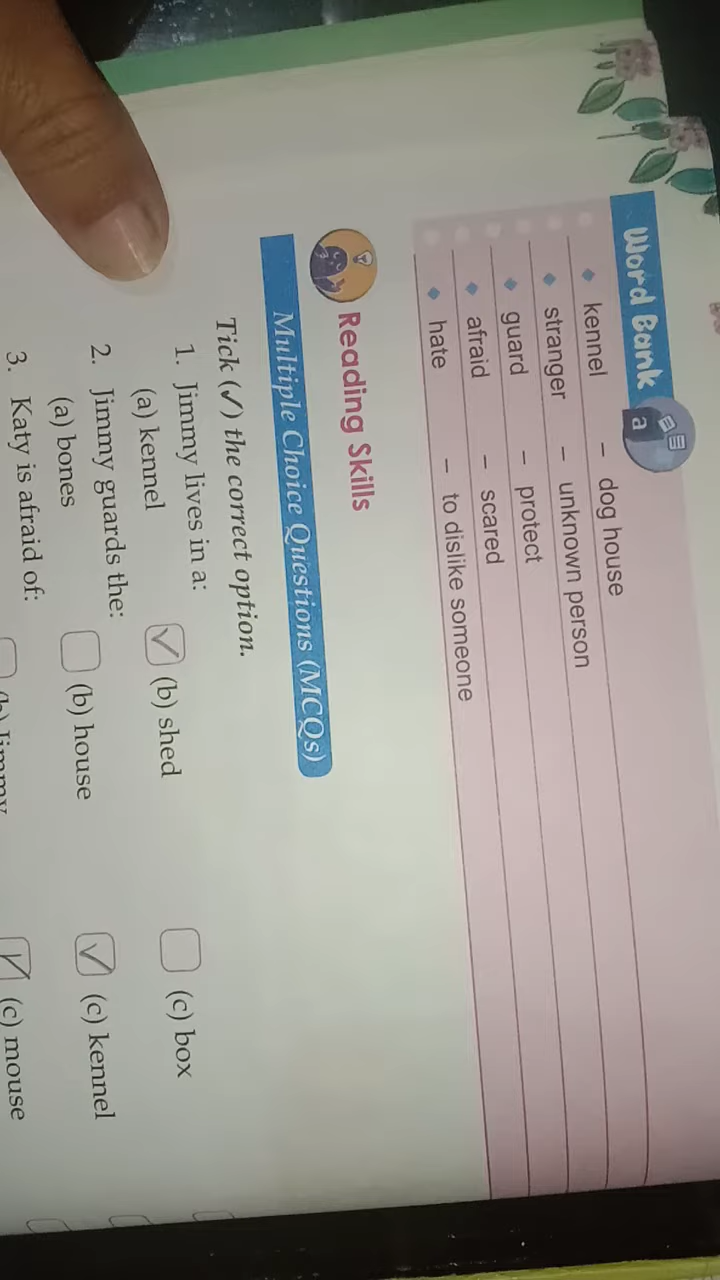 Word Bank a
kennel – dog house
stranger – unknown person
guard – protect
afraid – scared
hate – to dislike someone
Reading Skills
Multiple Choice Questions (MCQs)
Tick (✓) the correct option.
1. Jimmy lives in a:
(a) kennel ☑ (b) shed ☐ (c) box ☐
2. Jimmy guards the:
(a) bones ☐ (b) house ☑ (c) kennel ☐
3. Katy is afraid of:
☐ (b) Jimmy ☑ (c) mouse ☐